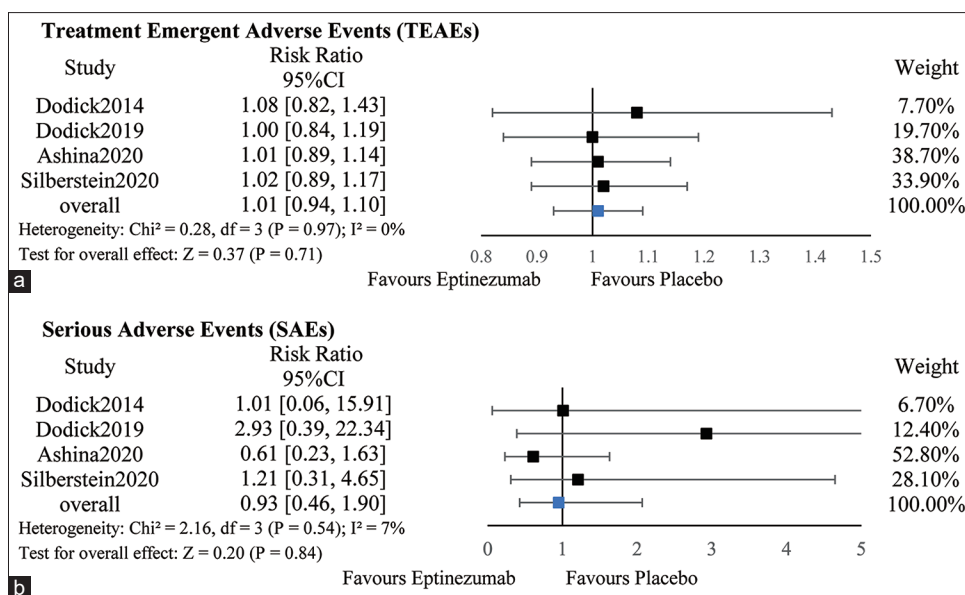 Treatment Emergent Adverse Events (TEAEs)
Study Risk Ratio 95%CI Weight
Dodick2014 1.08 [0.82, 1.43] 7.70%
Dodick2019 1.00 [0.84, 1.19] 19.70%
Ashina2020 1.01 [0.89, 1.14] 38.70%
Silberstein2020 1.02 [0.89, 1.17] 33.90%
overall 1.01 [0.94, 1.10] 100.00%
Heterogeneity: Chi² = 0.28, df = 3 (P = 0.97); I² = 0%
Test for overall effect: Z = 0.37 (P = 0.71)
0.8 0.9 1 1.1 1.2 1.3 1.4 1.5
Favours Eptinezumab Favours Placebo
a
Serious Adverse Events (SAEs)
Study Risk Ratio 95%CI Weight
Dodick2014 1.01 [0.06, 15.91] 6.70%
Dodick2019 2.93 [0.39, 22.34] 12.40%
Ashina2020 0.61 [0.23, 1.63] 52.80%
Silberstein2020 1.21 [0.31, 4.65] 28.10%
overall 0.93 [0.46, 1.90] 100.00%
Heterogeneity: Chi² = 2.16, df = 3 (P = 0.54); I² = 7%
Test for overall effect: Z = 0.20 (P = 0.84)
0 1 2 3 4 5
Favours Eptinezumab Favours Placebo
b